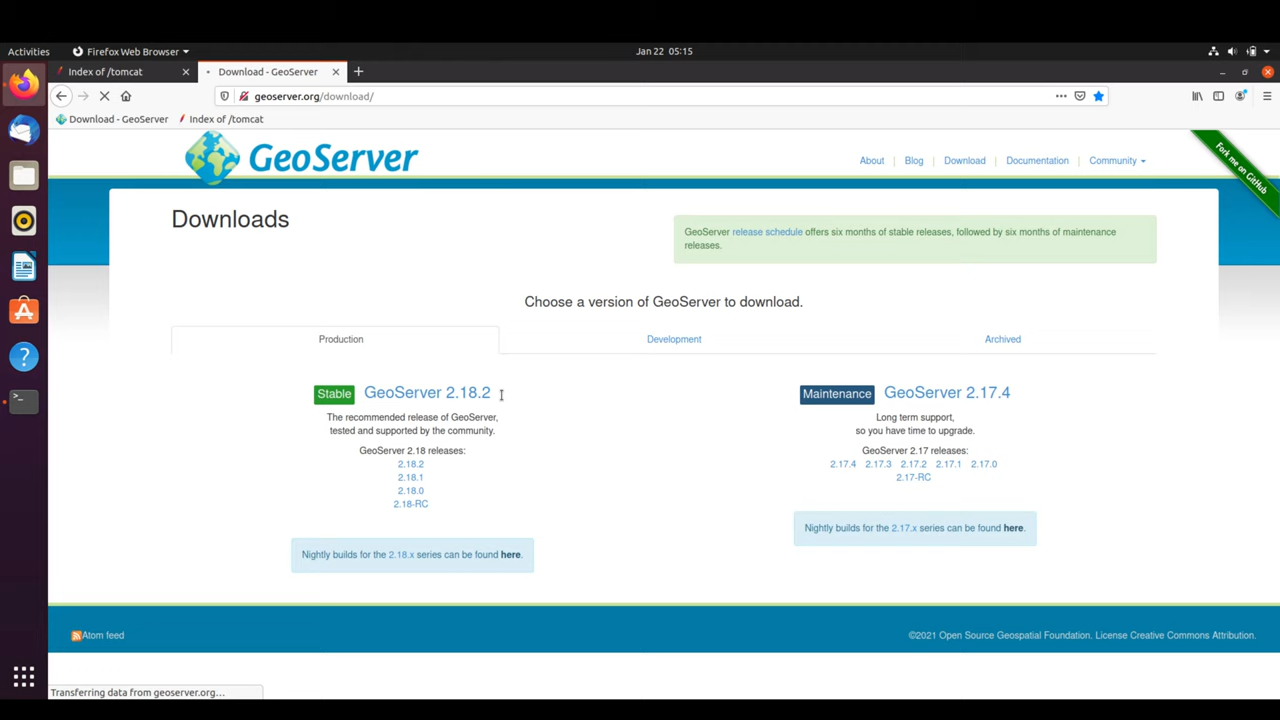 Activities
Firefox Web Browser
Jan 22 05:15
Index of /tomcat
Download - GeoServer
geoserver.org/download/
Download - GeoServer
Index of /tomcat
GeoServer
About
Blog
Download
Documentation
Community
Fork me on GitHub
Downloads
GeoServer release schedule offers six months of stable releases, followed by six months of maintenance
releases.
Choose a version of GeoServer to download.
Production
Development
Archived
Stable GeoServer 2.18.2
The recommended release of GeoServer,
tested and supported by the community.
GeoServer 2.18 releases:
2.18.2
2.18.1
2.18.0
2.18-RC
Nightly builds for the 2.18.x series can be found here.
Maintenance GeoServer 2.17.4
Long term support,
so you have time to upgrade.
GeoServer 2.17 releases:
2.17.4 2.17.3 2.17.2 2.17.1 2.17.0
2.17-RC
Nightly builds for the 2.17.x series can be found here.
Atom feed
©2021 Open Source Geospatial Foundation. License Creative Commons Attribution.
Transferring data from geoserver.org...